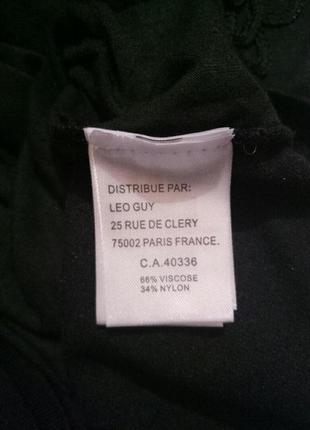 DISTRIBUE PAR:
LEO GUY
25 RUE DE CLERY
75002 PARIS FRANCE.
C.A.40336
66% VISCOSE
34% NYLON